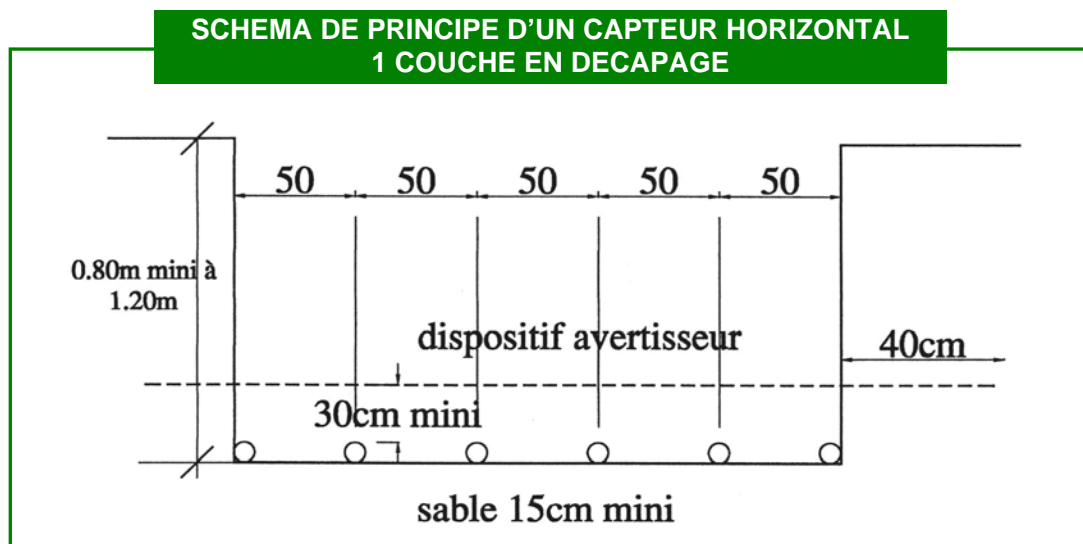 SCHEMA DE PRINCIPE D'UN CAPTEUR HORIZONTAL
1 COUCHE EN DECAPAGE
50 50 50 50 50
0.80m mini à
1.20m
dispositif avertisseur
40cm
30cm mini
sable 15cm mini